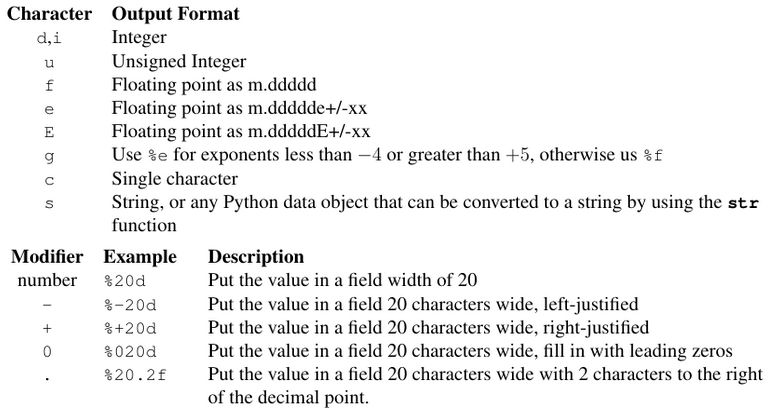 Character Output Format
d,i Integer
u Unsigned Integer
f Floating point as m.ddddd
e Floating point as m.ddddde+/-xx
E Floating point as m.dddddE+/-xx
g Use %e for exponents less than −4 or greater than +5, otherwise us %f
c Single character
s String, or any Python data object that can be converted to a string by using the str
function
Modifier Example Description
number %20d Put the value in a field width of 20
- %-20d Put the value in a field 20 characters wide, left-justified
+ %+20d Put the value in a field 20 characters wide, right-justified
0 %020d Put the value in a field 20 characters wide, fill in with leading zeros
. %20.2f Put the value in a field 20 characters wide with 2 characters to the right
of the decimal point.